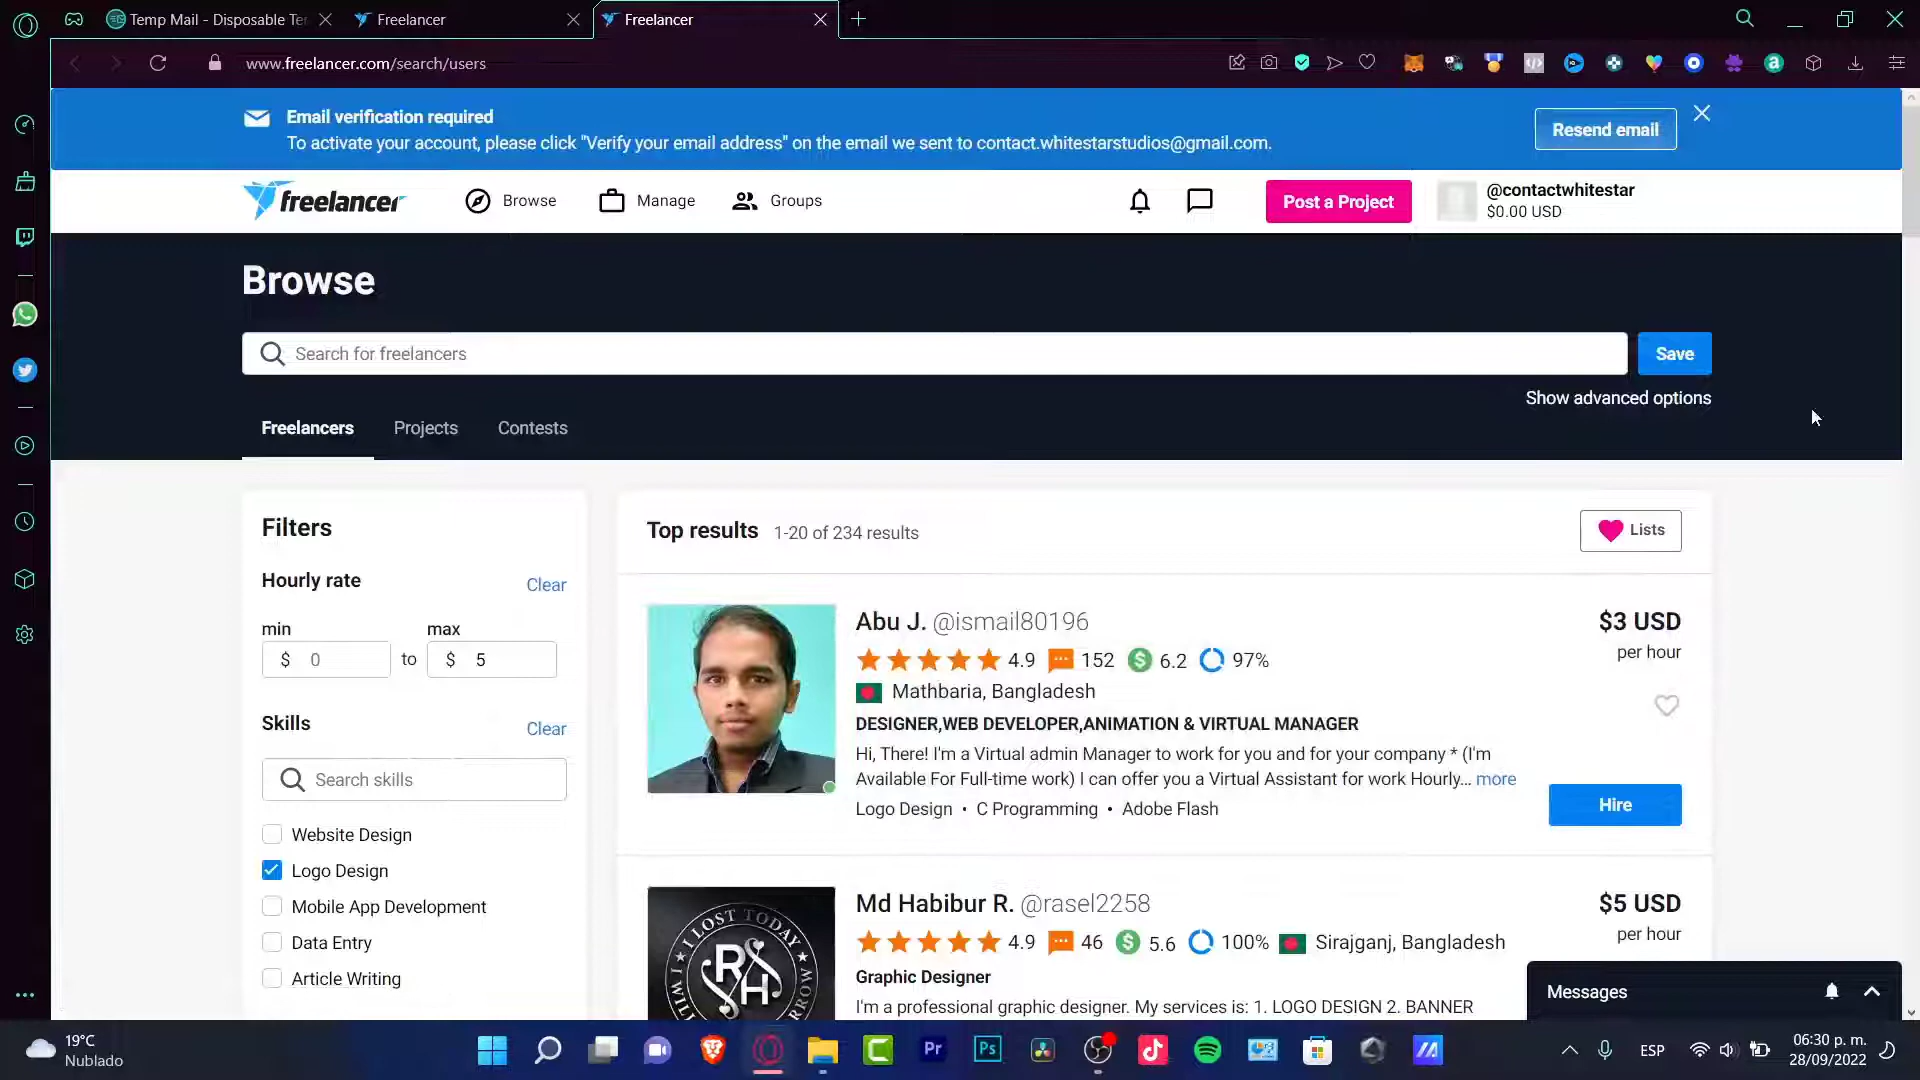 Temp Mail - Disposable Te
Freelancer
Freelancer
www.freelancer.com/search/users
Email verification required
To activate your account, please click "Verify your email address" on the email we sent to contact.whitestarstudios@gmail.com.
Resend email
freelancer
Browse
Manage
Groups
Post a Project
@contactwhitestar
$0.00 USD
Browse
Search for freelancers
Save
Show advanced options
Freelancers
Projects
Contests
Filters
Hourly rate
Clear
min
max
$ 0
to
$ 5
Skills
Clear
Search skills
Website Design
Logo Design
Mobile App Development
Data Entry
Article Writing
Top results 1-20 of 234 results
Lists
Abu J. @ismail80196
4.9 152 6.2 97%
Mathbaria, Bangladesh
DESIGNER,WEB DEVELOPER,ANIMATION & VIRTUAL MANAGER
Hi, There! I'm a Virtual admin Manager to work for you and for your company * (I'm
Available For Full-time work) I can offer you a Virtual Assistant for work Hourly... more
Logo Design • C Programming • Adobe Flash
$3 USD
per hour
Hire
I LOST TODAY
RH
Md Habibur R. @rasel2258
4.9 46 5.6 100% Sirajganj, Bangladesh
Graphic Designer
I'm a professional graphic designer. My services is: 1. LOGO DESIGN 2. BANNER
$5 USD
per hour
Messages
19°C
Nublado
Pr
Ps
ESP
06:30 p. m.
28/09/2022